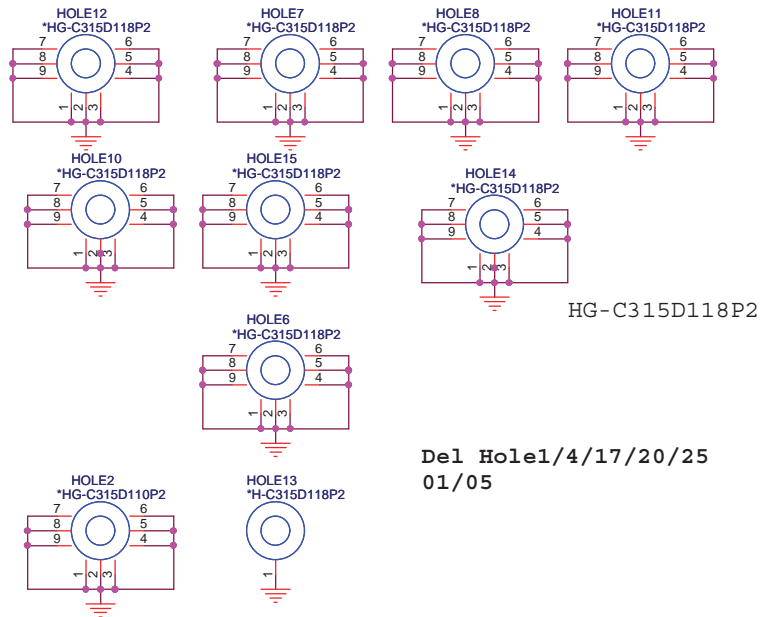 HOLE12
*HG-C315D118P2
7 6
8 5
9 4
1 2 3
HOLE7
*HG-C315D118P2
7 6
8 5
9 4
1 2 3
HOLE8
*HG-C315D118P2
7 6
8 5
9 4
1 2 3
HOLE11
*HG-C315D118P2
7 6
8 5
9 4
1 2 3
HOLE10
*HG-C315D118P2
7 6
8 5
9 4
1 2 3
HOLE15
*HG-C315D118P2
7 6
8 5
9 4
1 2 3
HOLE14
*HG-C315D118P2
7 6
8 5
9 4
1 2 3
HG-C315D118P2
HOLE6
*HG-C315D118P2
7 6
8 5
9 4
1 2 3
Del Hole1/4/17/20/25
01/05
HOLE2
*HG-C315D110P2
7 6
8 5
9 4
1 2 3
HOLE13
*H-C315D118P2
1